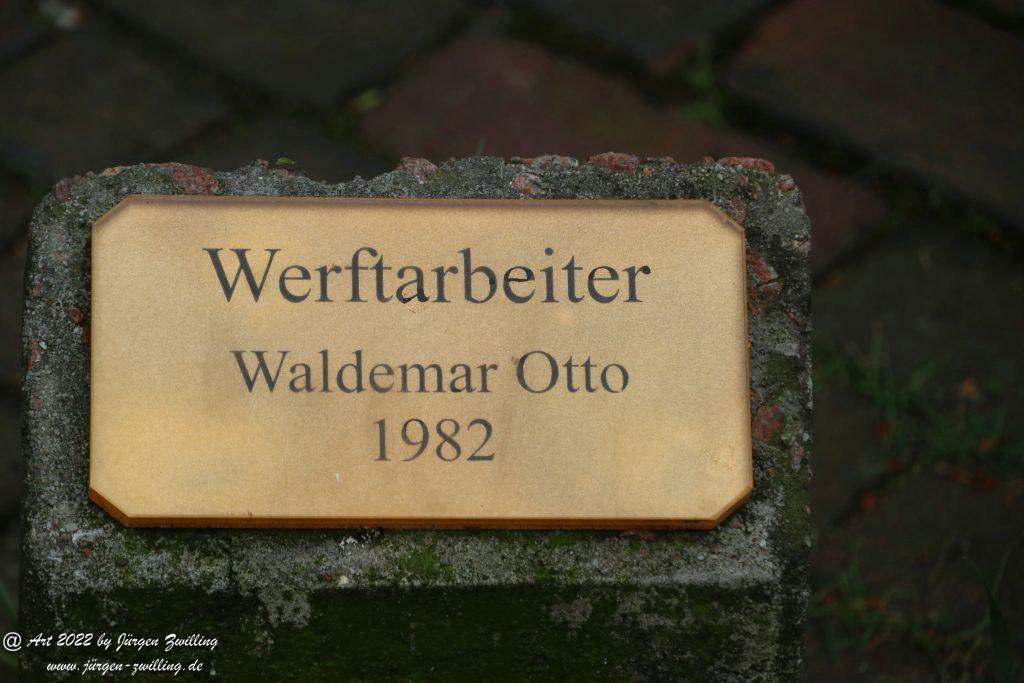 Werftarbeiter
Waldemar Otto
1982
@ Art 2022 by Jürgen Zwilling
www.jürgen-zwilling.de